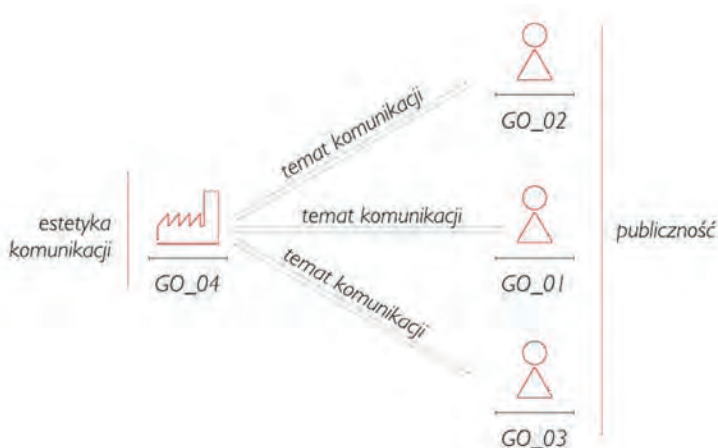 temat komunikacji
GO_02
estetyka
komunikacji
GO_04
temat komunikacji
GO_01
publiczność
temat komunikacji
GO_03